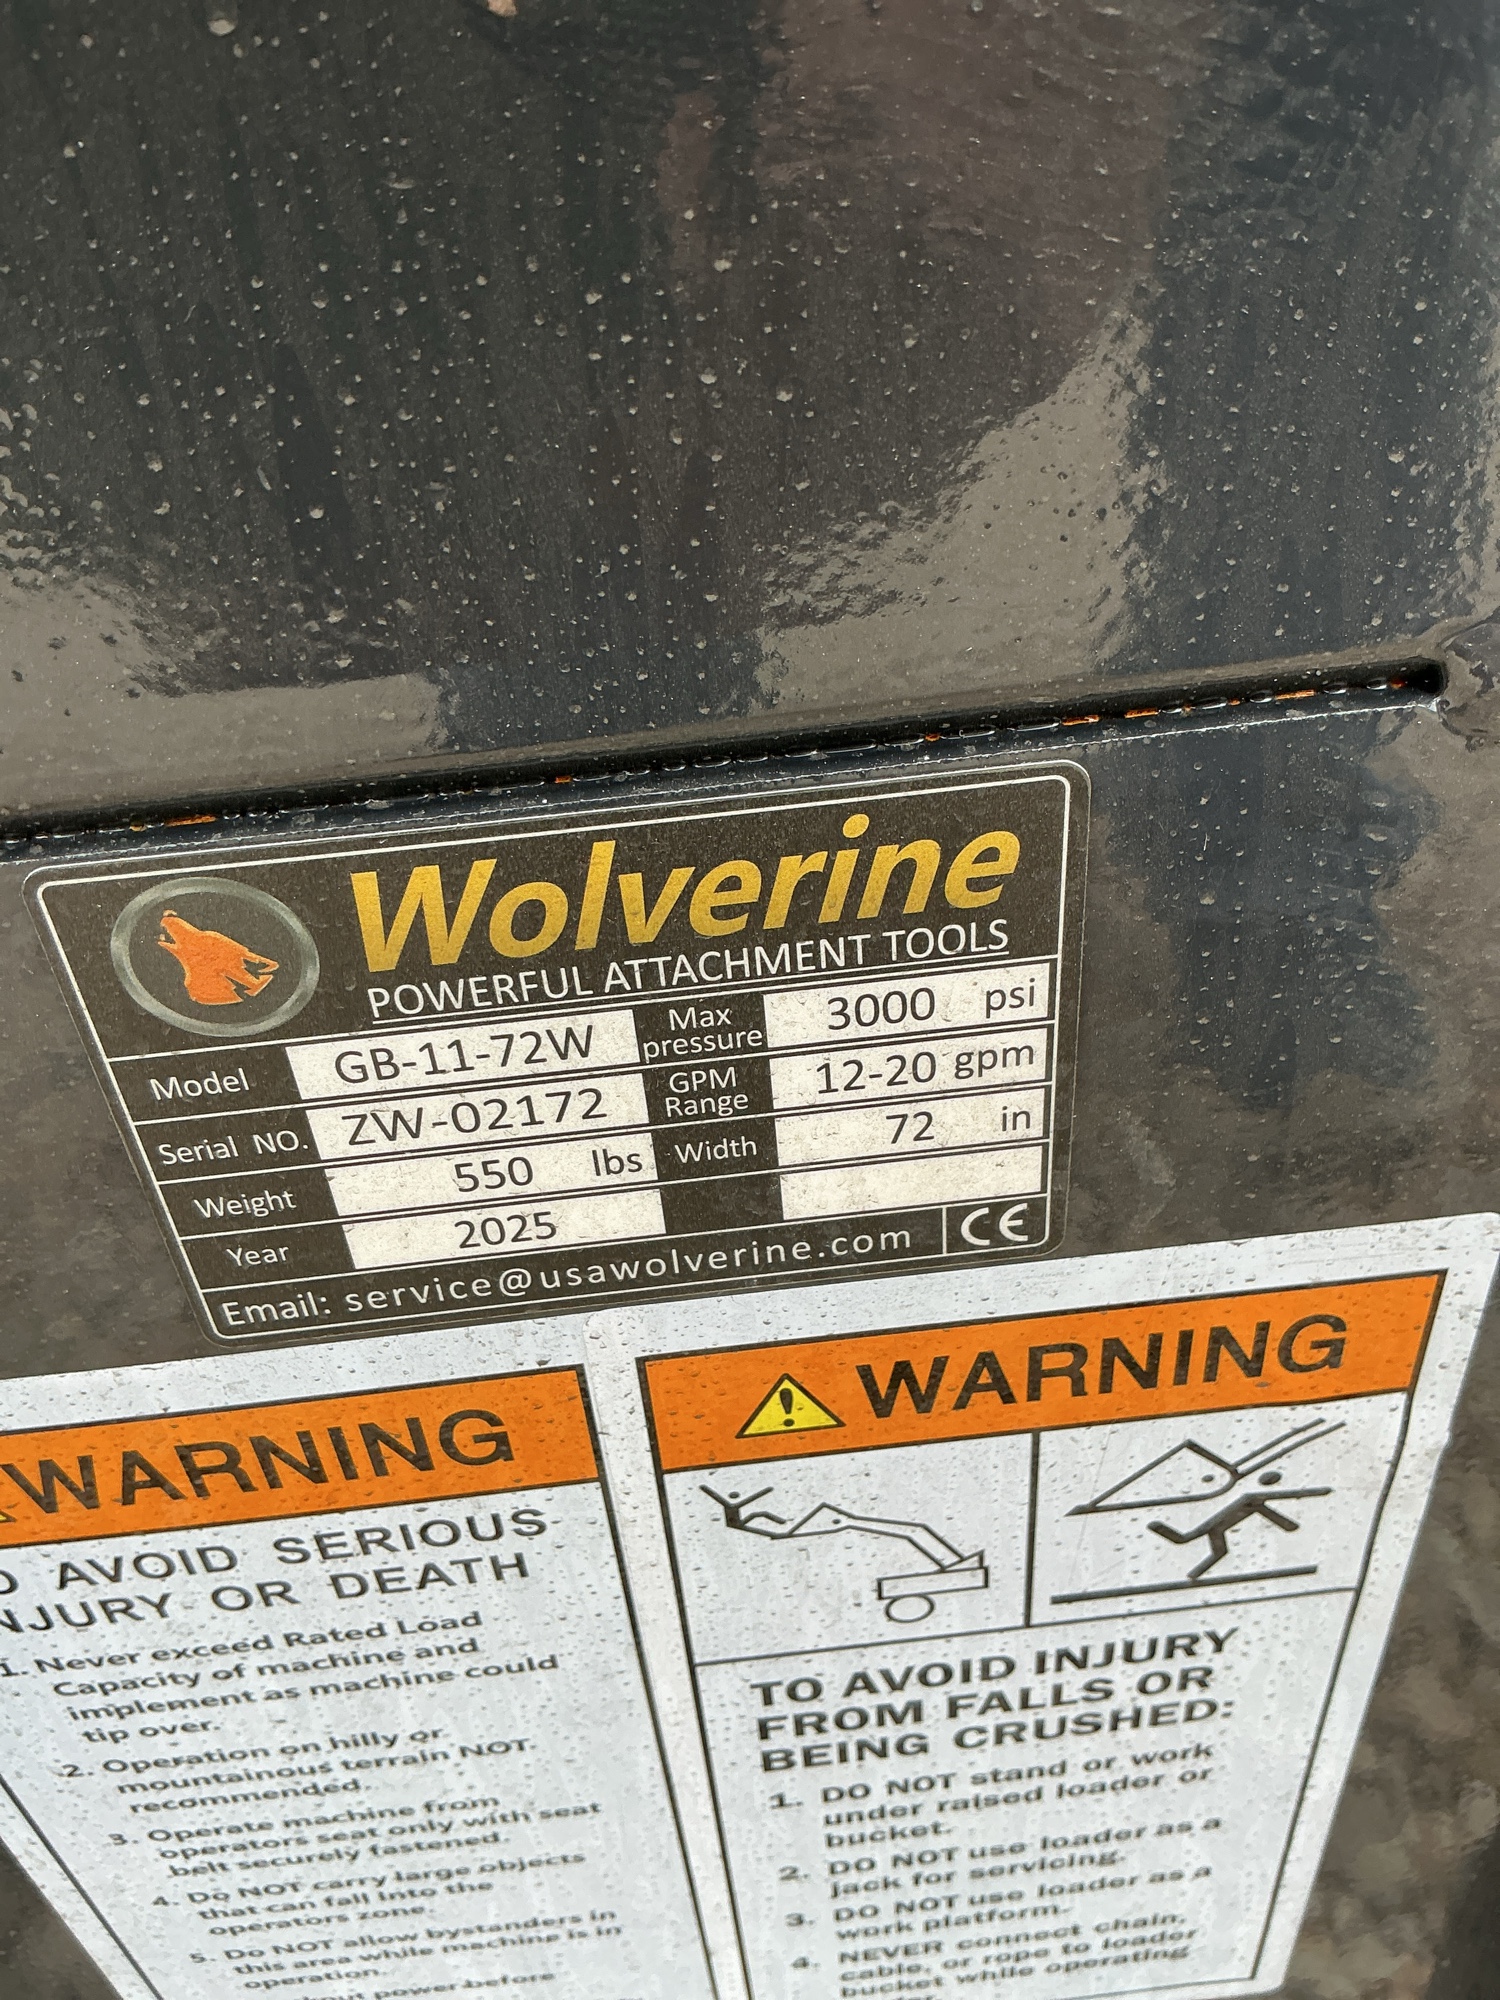 Wolverine
POWERFUL ATTACHMENT TOOLS
Model GB-11-72W Max pressure 3000 psi
Serial NO. ZW-02172 GPM Range 12-20 gpm
Weight 550 lbs Width 72 in
Year 2025
Email: service@usawolverine.com CE
WARNING
AVOID SERIOUS
INJURY OR DEATH
1. Never exceed Rated Load
Capacity of machine and
implement as machine could
tip over.
2. Operation on hilly or
mountainous terrain NOT
recommended.
3. Operate machine from
operators seat only with seat
belt securely fastened.
4. Do NOT carry large objects
that can fall into the
operators zone.
5. Do NOT allow bystanders in
this area while machine is in
operation.
power before
WARNING
TO AVOID INJURY
FROM FALLS OR
BEING CRUSHED:
1. DO NOT stand or work
under raised loader or
bucket.
2. DO NOT use loader as a
jack for servicing.
3. DO NOT use loader as a
work platform.
4. NEVER connect chain,
cable, or rope to loader
bucket while operating